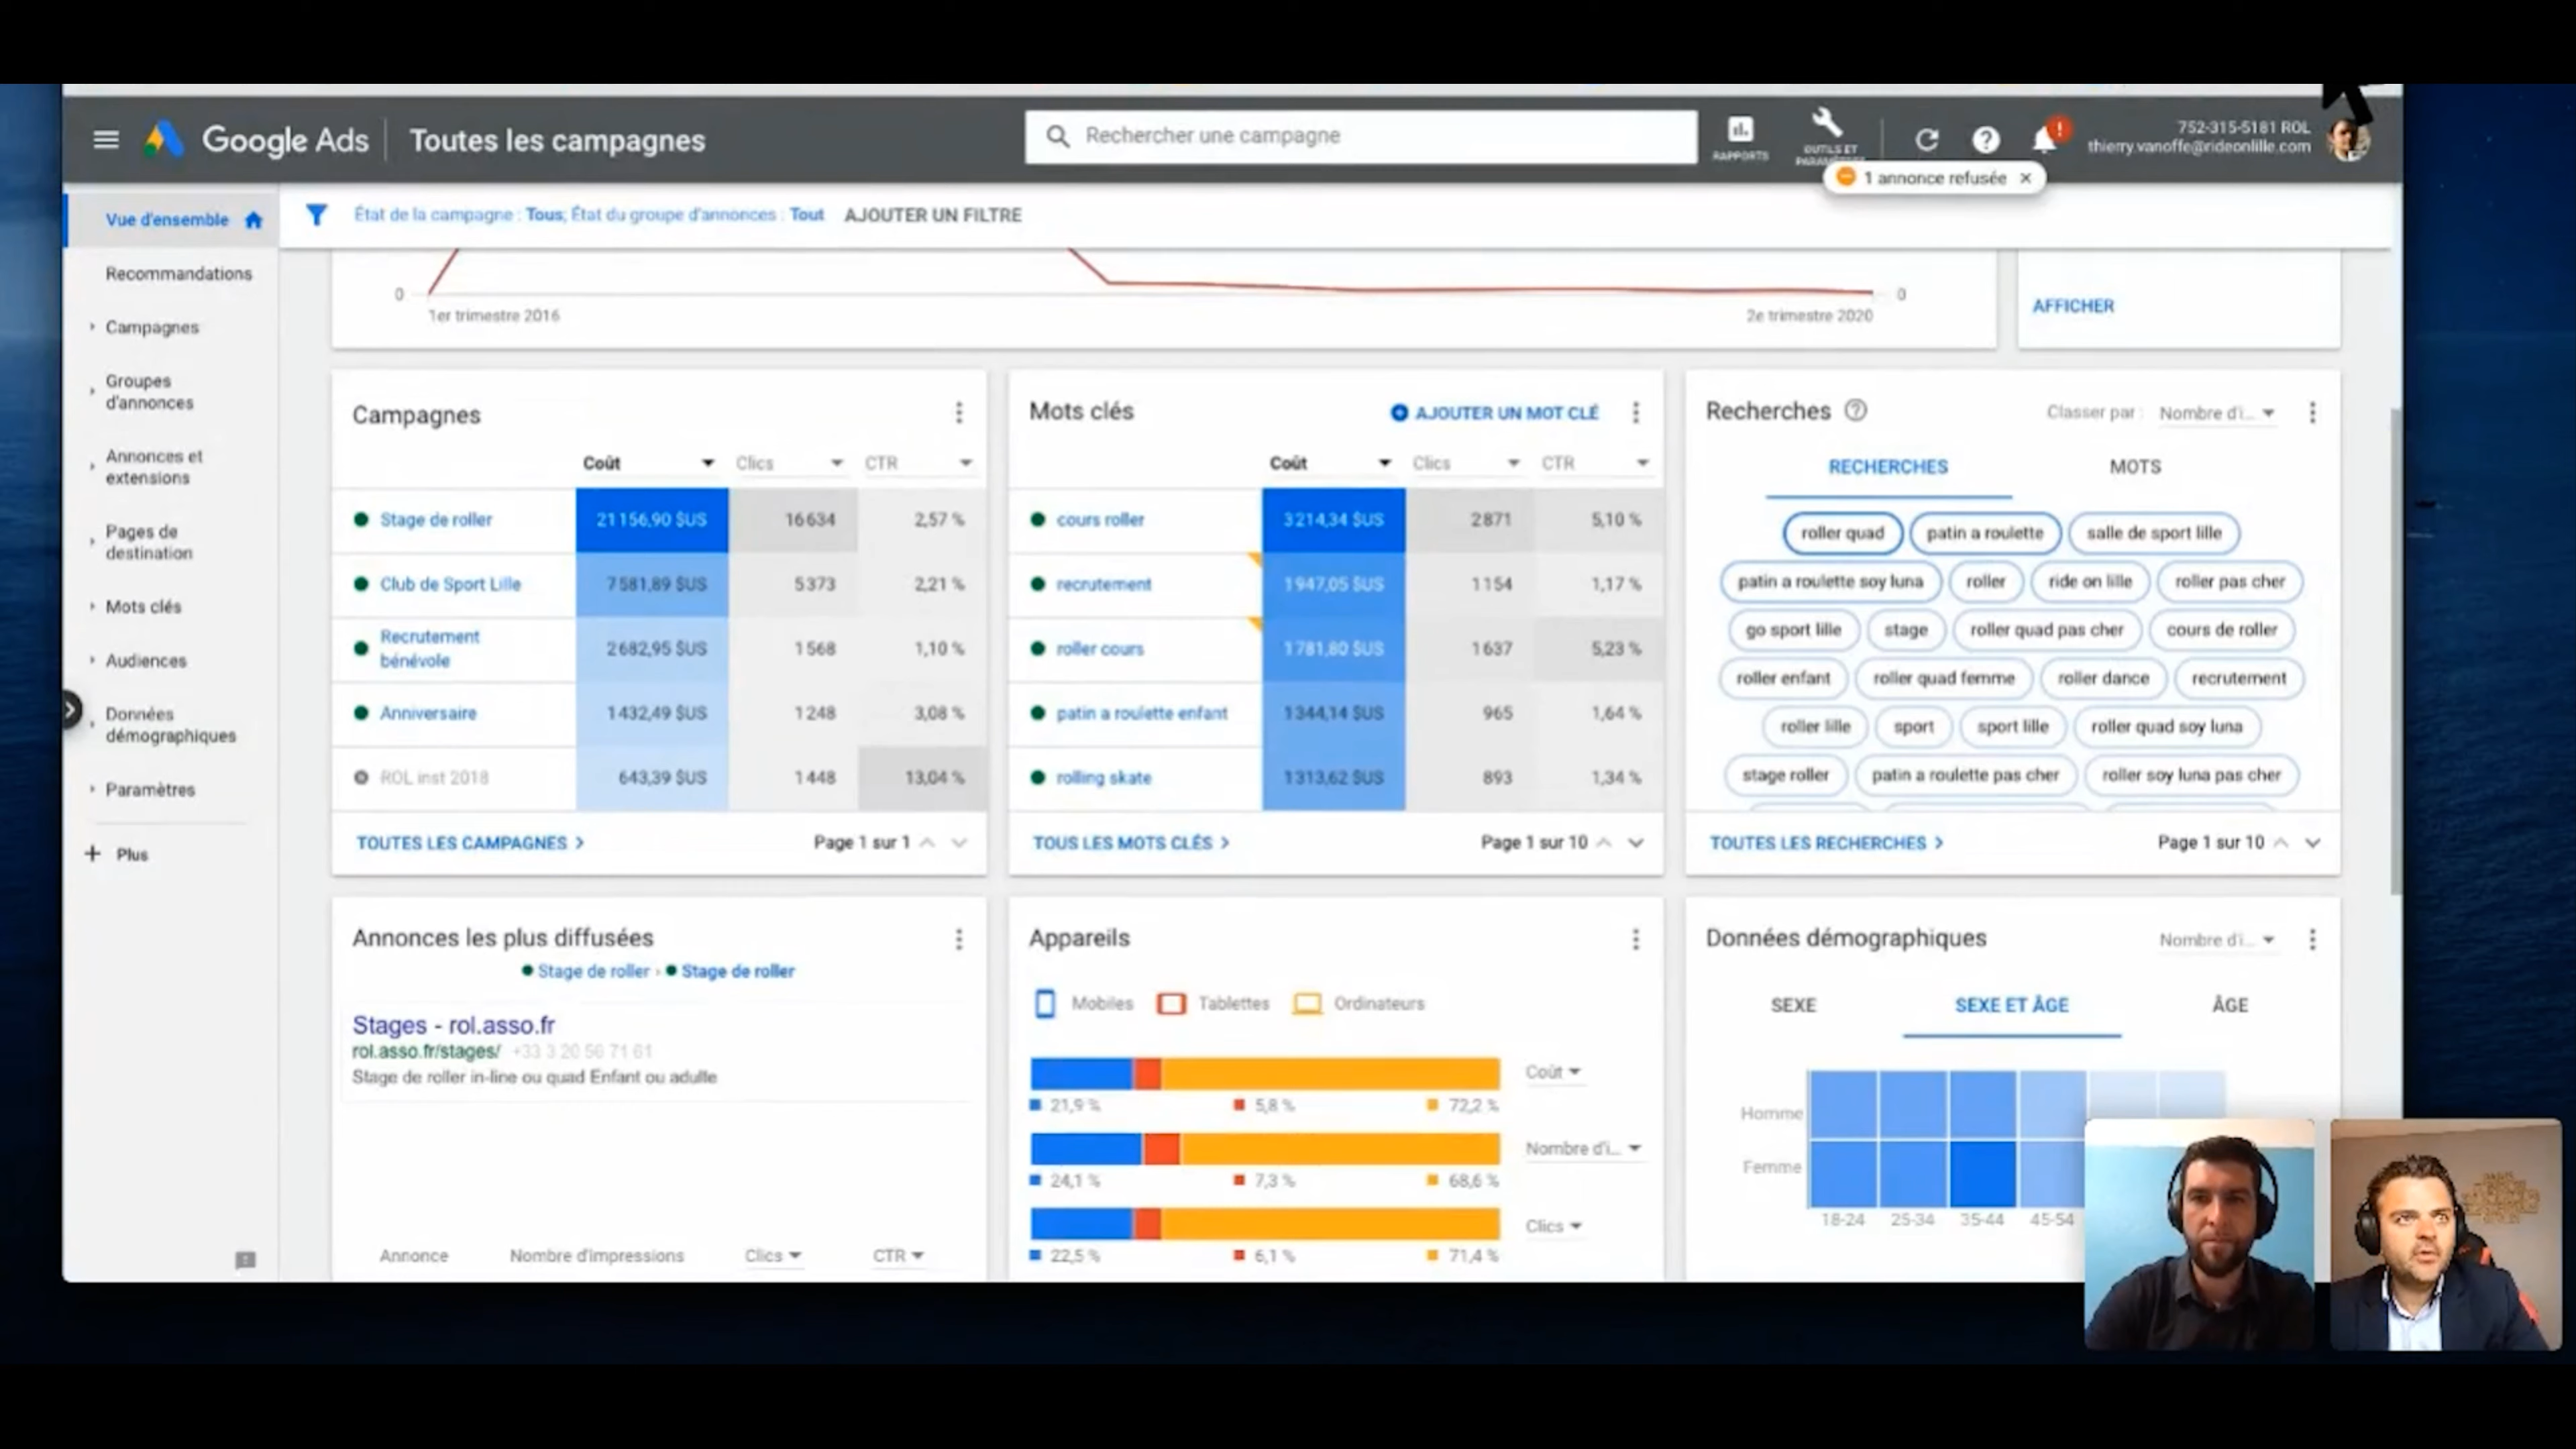 Google Ads
Toutes les campagnes
Rechercher une campagne
RAPPORTS
OUTILS ET
PARAMÈTRES
!
752-315-5181 ROL
thierry.vanoffe@rideonlille.com
1 annonce refusée ×
Vue d'ensemble
Recommandations
Campagnes
Groupes
d'annonces
Annonces et
extensions
Pages de
destination
Mots clés
Audiences
Données
démographiques
Paramètres
+ Plus
État de la campagne : Tous; État du groupe d'annonces : Tout AJOUTER UN FILTRE
0
0
1er trimestre 2016
2e trimestre 2020
AFFICHER
Campagnes
Coût Clics CTR
Stage de roller 21 156,90 $US 16 634 2,57 %
Club de Sport Lille 7 581,89 $US 5 373 2,21 %
Recrutement
bénévole 2 682,95 $US 1 568 1,10 %
Anniversaire 1 432,49 $US 1 248 3,08 %
ROL inst 2018 643,39 $US 1 448 13,04 %
TOUTES LES CAMPAGNES > Page 1 sur 1
Mots clés AJOUTER UN MOT CLÉ
Coût Clics CTR
cours roller 3 214,34 $US 2 871 5,10 %
recrutement 1 947,05 $US 1 154 1,17 %
roller cours 1 781,80 $US 1 637 5,23 %
patin a roulette enfant 1 344,14 $US 965 1,64 %
rolling skate 1 313,62 $US 893 1,34 %
TOUS LES MOTS CLÉS > Page 1 sur 10
Recherches ? Classer par : Nombre d'i...
RECHERCHES MOTS
roller quad patin a roulette salle de sport lille
patin a roulette soy luna roller ride on lille roller pas cher
go sport lille stage roller quad pas cher cours de roller
roller enfant roller quad femme roller dance recrutement
roller lille sport sport lille roller quad soy luna
stage roller patin a roulette pas cher roller soy luna pas cher
TOUTES LES RECHERCHES > Page 1 sur 10
Annonces les plus diffusées
Stage de roller › Stage de roller
Stages - rol.asso.fr
rol.asso.fr/stages/ +33 3 20 56 71 61
Stage de roller in-line ou quad Enfant ou adulle
Annonce Nombre d'impressions Clics CTR
Appareils
Mobiles Tablettes Ordinateurs
Coût
21,9 % 5,8 % 72,2 %
Nombre d'i...
24,1 % 7,3 % 68,6 %
Clics
22,5 % 6,1 % 71,4 %
Données démographiques Nombre d'i...
SEXE SEXE ET ÂGE ÂGE
Homme
Femme
18-24 25-34 35-44 45-54